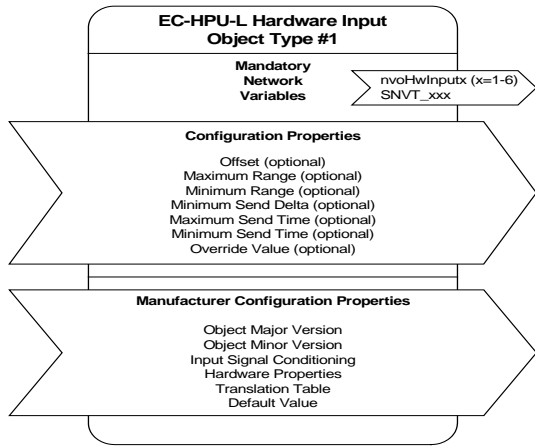 EC-HPU-L Hardware Input
Object Type #1
Mandatory
Network
Variables
nvoHwInputx (x=1-6)
SNVT_xxx
Configuration Properties
Offset (optional)
Maximum Range (optional)
Minimum Range (optional)
Minimum Send Delta (optional)
Maximum Send Time (optional)
Minimum Send Time (optional)
Override Value (optional)
Manufacturer Configuration Properties
Object Major Version
Object Minor Version
Input Signal Conditioning
Hardware Properties
Translation Table
Default Value